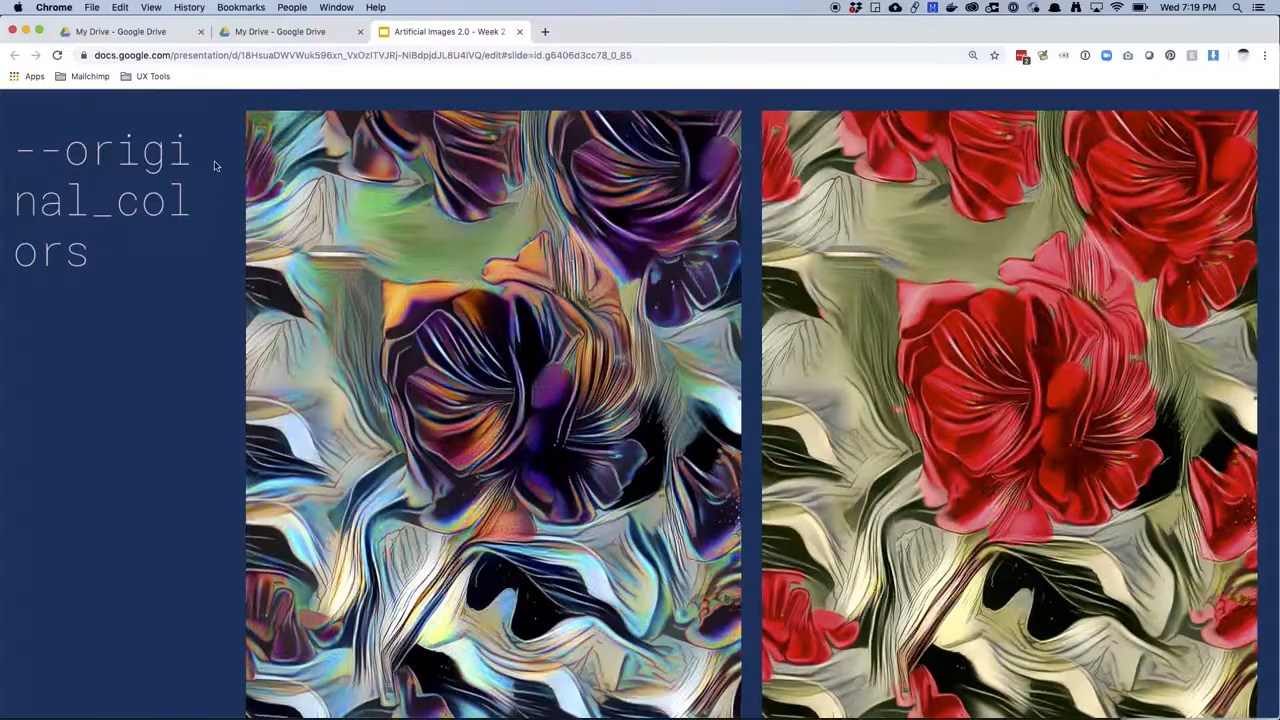 Chrome File Edit View History Bookmarks People Window Help Wed 7:19 PM
My Drive - Google Drive My Drive - Google Drive Artificial Images 2.0 - Week 2
docs.google.com/presentation/d/18HsuaDWVWuk596xn_VxOzITVJRj-NiBdpjdJL8U4iVQ/edit#slide=id.g6406d3cc78_0_85
2
Apps Mailchimp UX Tools
--origi
nal_col
ors